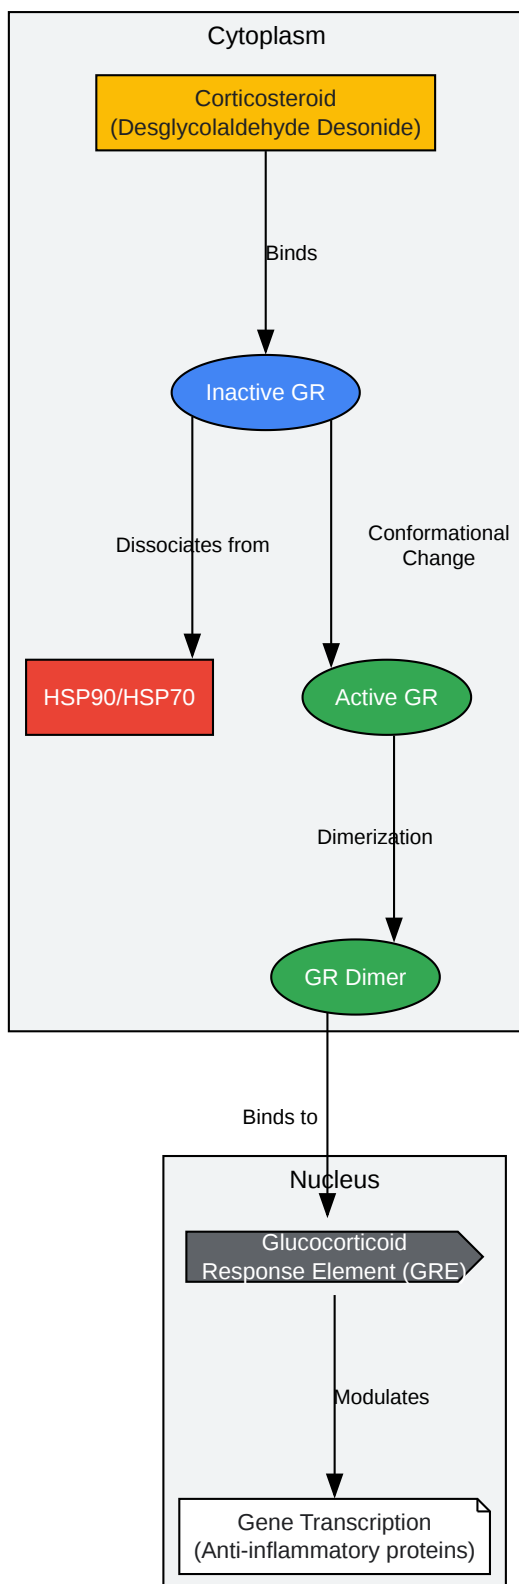 Cytoplasm
Corticosteroid
(Desglycolaldehyde Desonide)
Binds
Inactive GR
Dissociates from
Conformational
Change
HSP90/HSP70
Active GR
Dimerization
GR Dimer
Binds to
Nucleus
Glucocorticoid
Response Element (GRE)
Modulates
Gene Transcription
(Anti-inflammatory proteins)